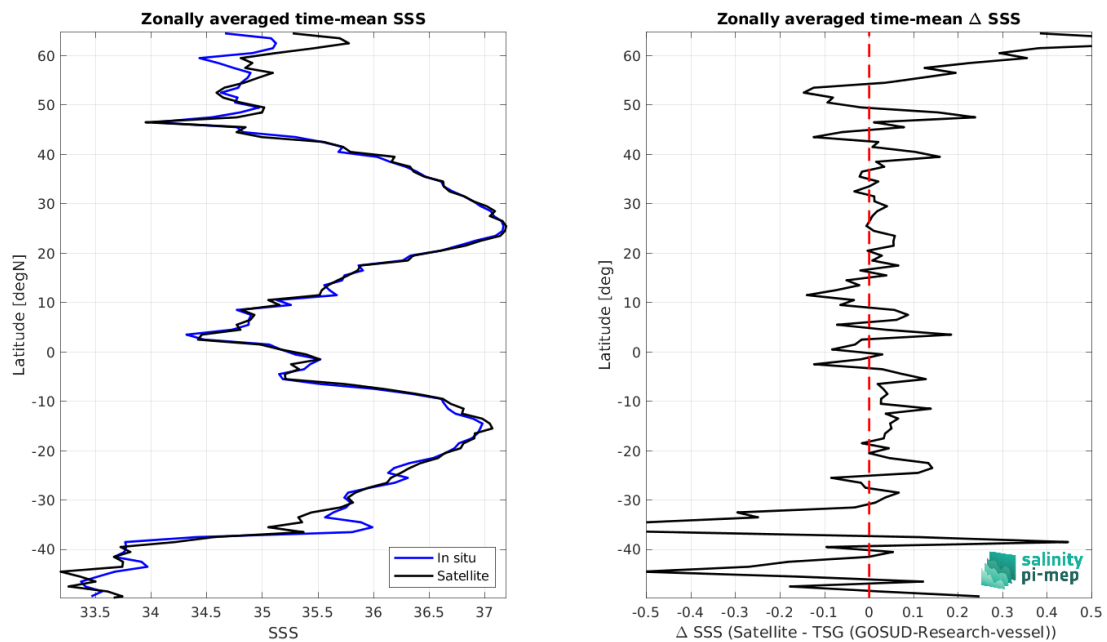 Zonally averaged time-mean SSS
60
50
40
30
20
10
0
-10
-20
-30
-40
Latitude [degN]
33.5 34 34.5 35 35.5 36 36.5 37
SSS
In situ
Satellite
Zonally averaged time-mean Δ SSS
60
50
40
30
20
10
0
-10
-20
-30
-40
Latitude [deg]
-0.5 -0.4 -0.3 -0.2 -0.1 0 0.1 0.2 0.3 0.4 0.5
Δ SSS (Satellite - TSG (GOSUD-Research-vessel))
salinity
pi-mep